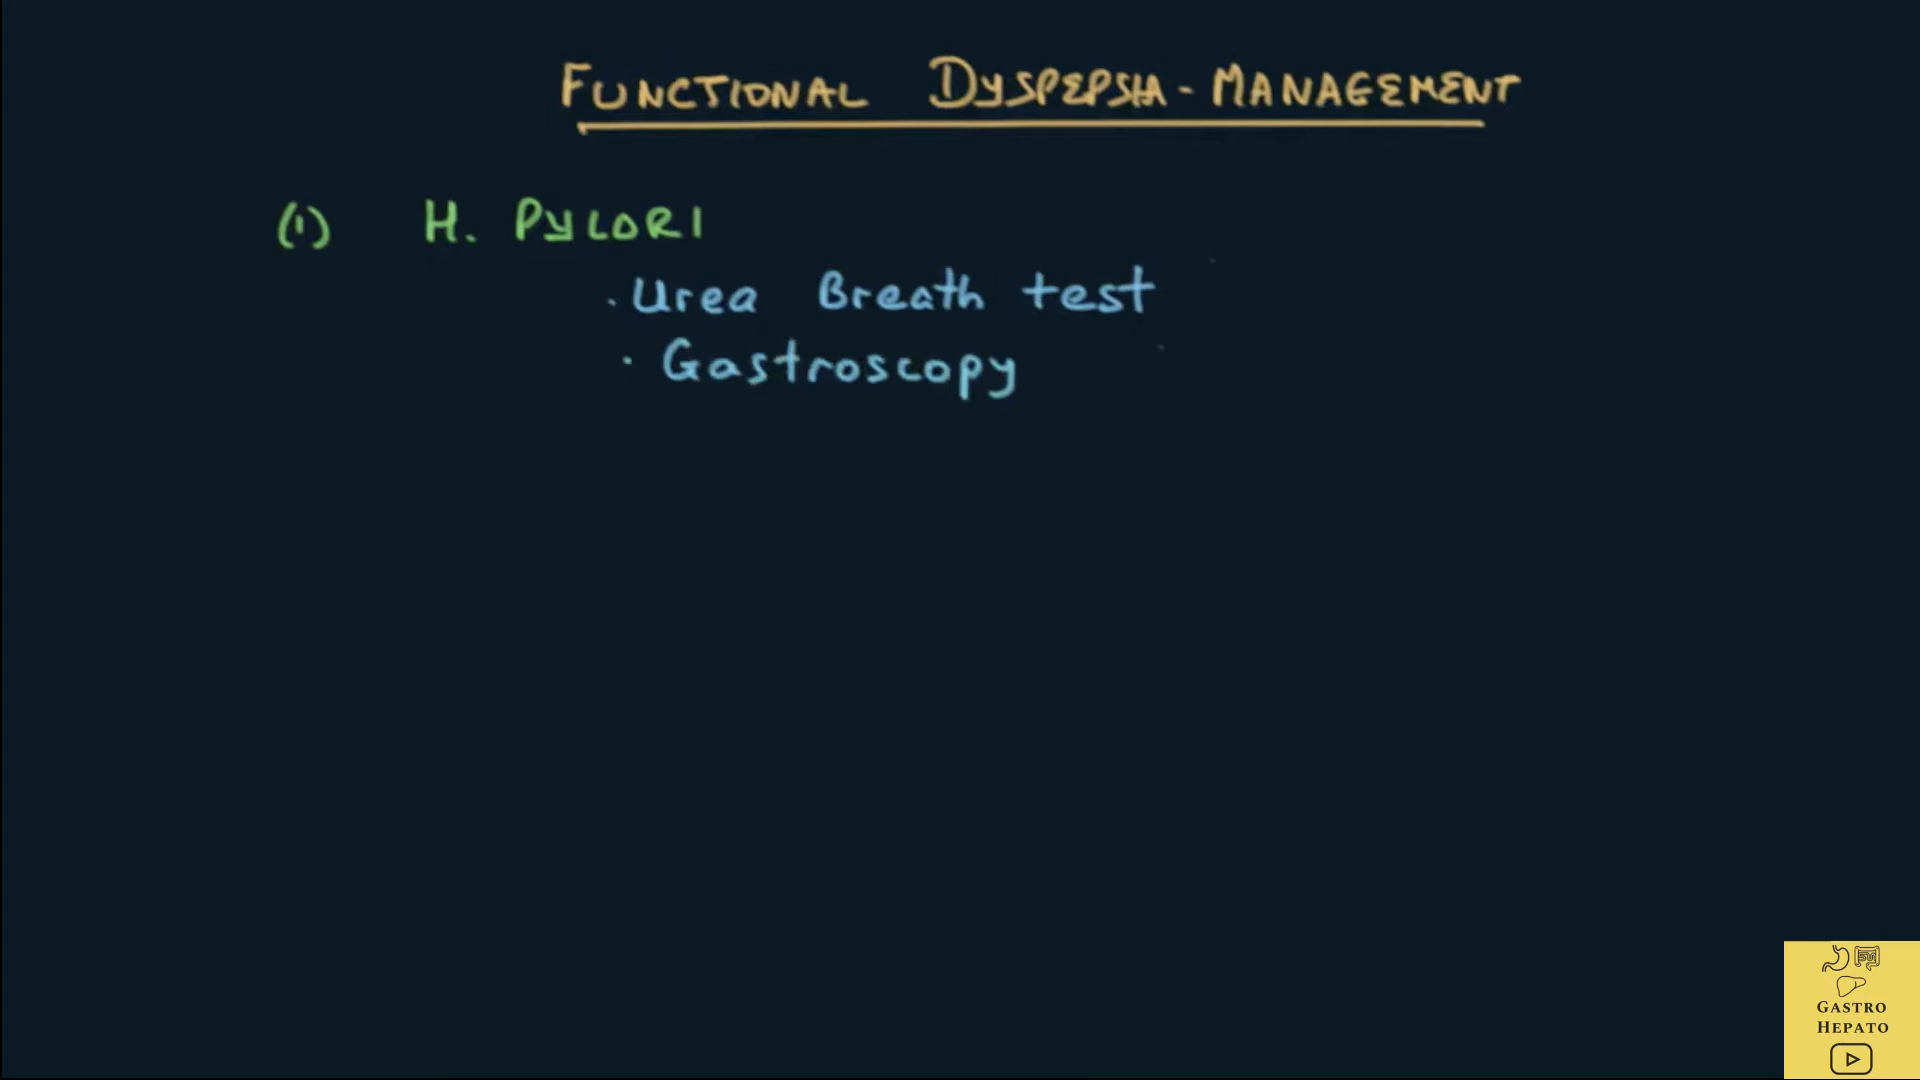 FUNCTIONAL DYSPEPSIA - MANAGEMENT
(1) H. PYLORI
· Urea Breath test
· Gastroscopy
GASTRO
HEPATO